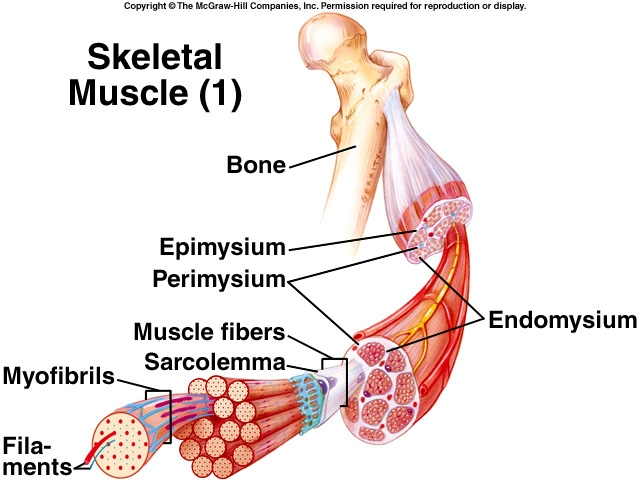 Copyright © The McGraw-Hill Companies, Inc. Permission required for reproduction or display.
Skeletal
Muscle (1)
Bone
GERRITY
Epimysium
Perimysium
Endomysium
Muscle fibers
Sarcolemma
Myofibrils
Fila-
ments